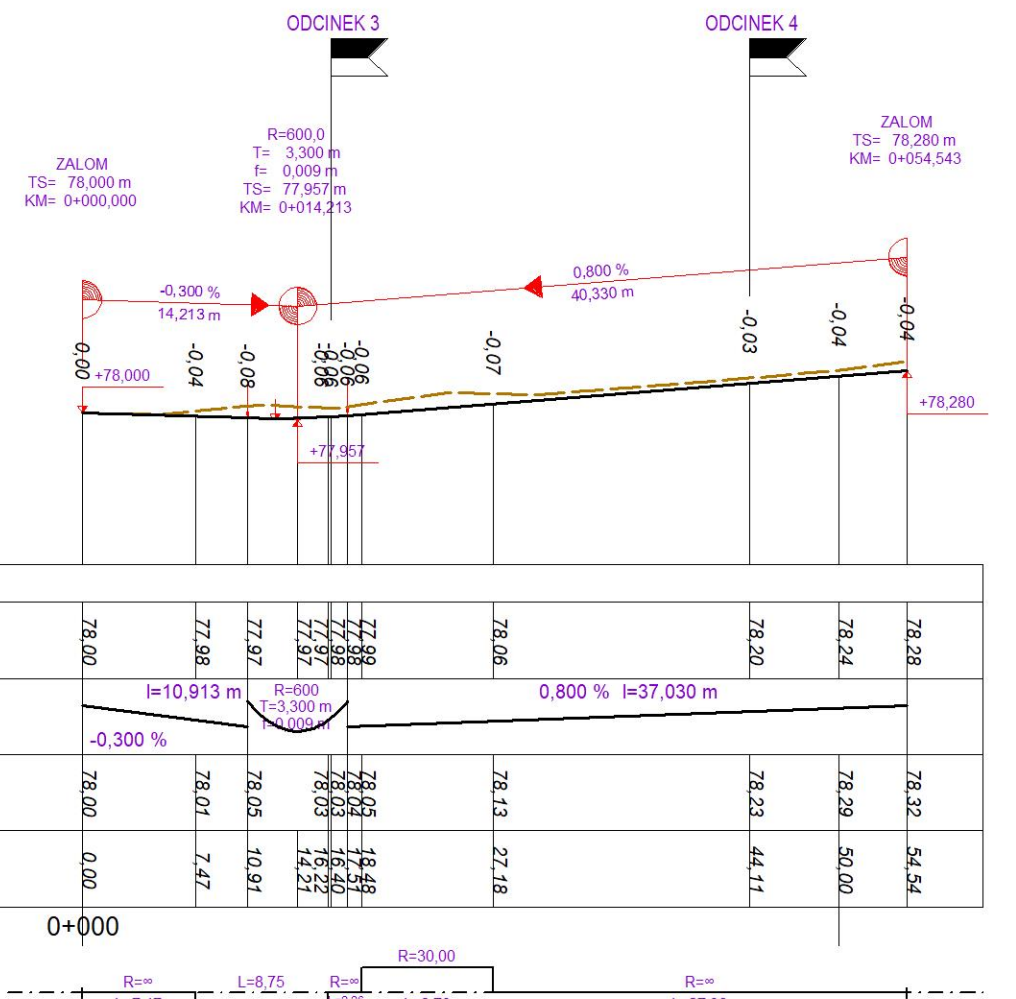 ODCINEK 3
ODCINEK 4
ZALOM
TS= 78,000 m
KM= 0+000,000
R=600,0
T= 3,300 m
f= 0,009 m
TS= 77,957 m
KM= 0+014,213
ZALOM
TS= 78,280 m
KM= 0+054,543
-0,300 %
14,213 m
0,800 %
40,330 m
0,00
-0,04
-0,08
-0,06
-0,06
-0,06
-0,06
-0,07
-0,03
-0,04
-0,04
+78,000
+77,957
+78,280
78,00
77,98
77,97
77,97
77,97
77,98
77,98
77,99
78,06
78,20
78,24
78,28
l=10,913 m
-0,300 %
R=600
T=3,300 m
f=0,009 m
0,800 % l=37,030 m
78,00
78,01
78,05
78,03
78,03
78,04
78,05
78,13
78,23
78,29
78,32
0,00
7,47
10,91
14,21
16,22
16,40
17,51
18,48
27,18
44,11
50,00
54,54
0+000
R=30,00
R=∞
L=8,75
R=∞
R=∞